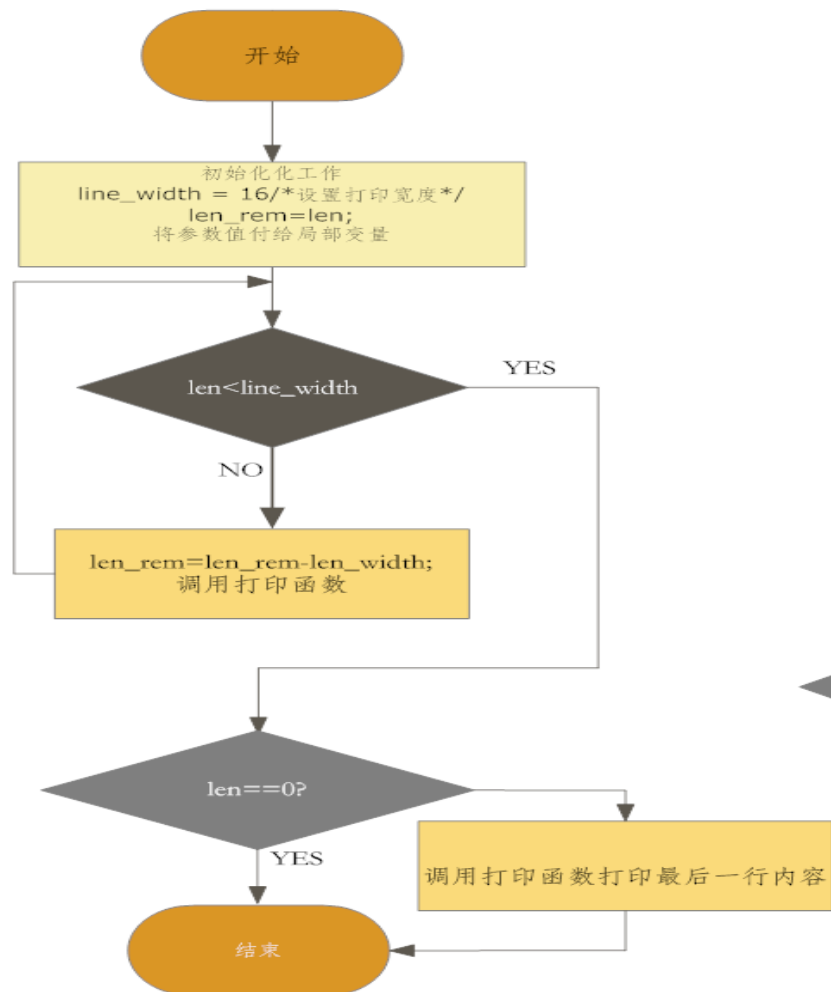 开始
初始化化工作
line_width = 16/*设置打印宽度*/
len_rem=len;
将参数值付给局部变量
len<line_width
YES
NO
len_rem=len_rem-len_width;
调用打印函数
len==0?
YES
调用打印函数打印最后一行内容
结束